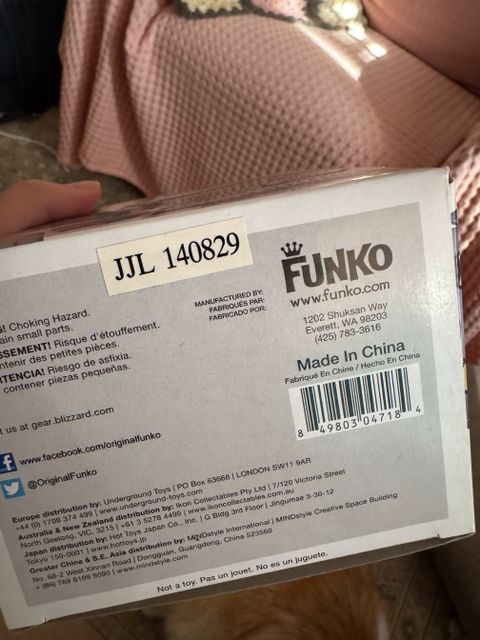 JJL 140829
FUNKO
www.funko.com
1202 Shuksan Way
Everett, WA 98203
(425) 783-3616
MANUFACTURED BY:
FABRIQUÉS PAR:
FABRICADO POR:
Choking Hazard.
small parts.
Risque d'étouffement.
des petites pièces.
Riesgo de asfixia.
contener piezas pequeñas.
Made In China
Fabriqué En Chine / Hecho En China
8 49803 04718 4
us at gear.blizzard.com
www.facebook.com/originalfunko
@OriginalFunko
Europe distribution by: Underground Toys | PO Box 63668 | LONDON SW11 9AR
+44 (0) 1708 374 499 | www.underground-toys.com
Australia & New Zealand distribution by: Ikon Collectables Pty Ltd | 7/120 Victoria Street
North Geelong, VIC, 3215 | +61 3 5278 4499 | www.ikoncollectables.com.au
Japan distribution by: Hot Toys Japan Co., Inc. | G Bldg 3rd Floor | Jingumae 3-30-12
Tokyo 150-0001 | www.hottoys.jp
Greater China & S.E. Asia distribution by: MINDstyle International | MINDstyle Creative Space Building
No. 68-2 West Xinnan Road | Dongguan, Guangdong, China 523560
+ (86) 769 8109 9090 | www.mindstyle.com
Not a toy. Pas un jouet. No es un juguete.